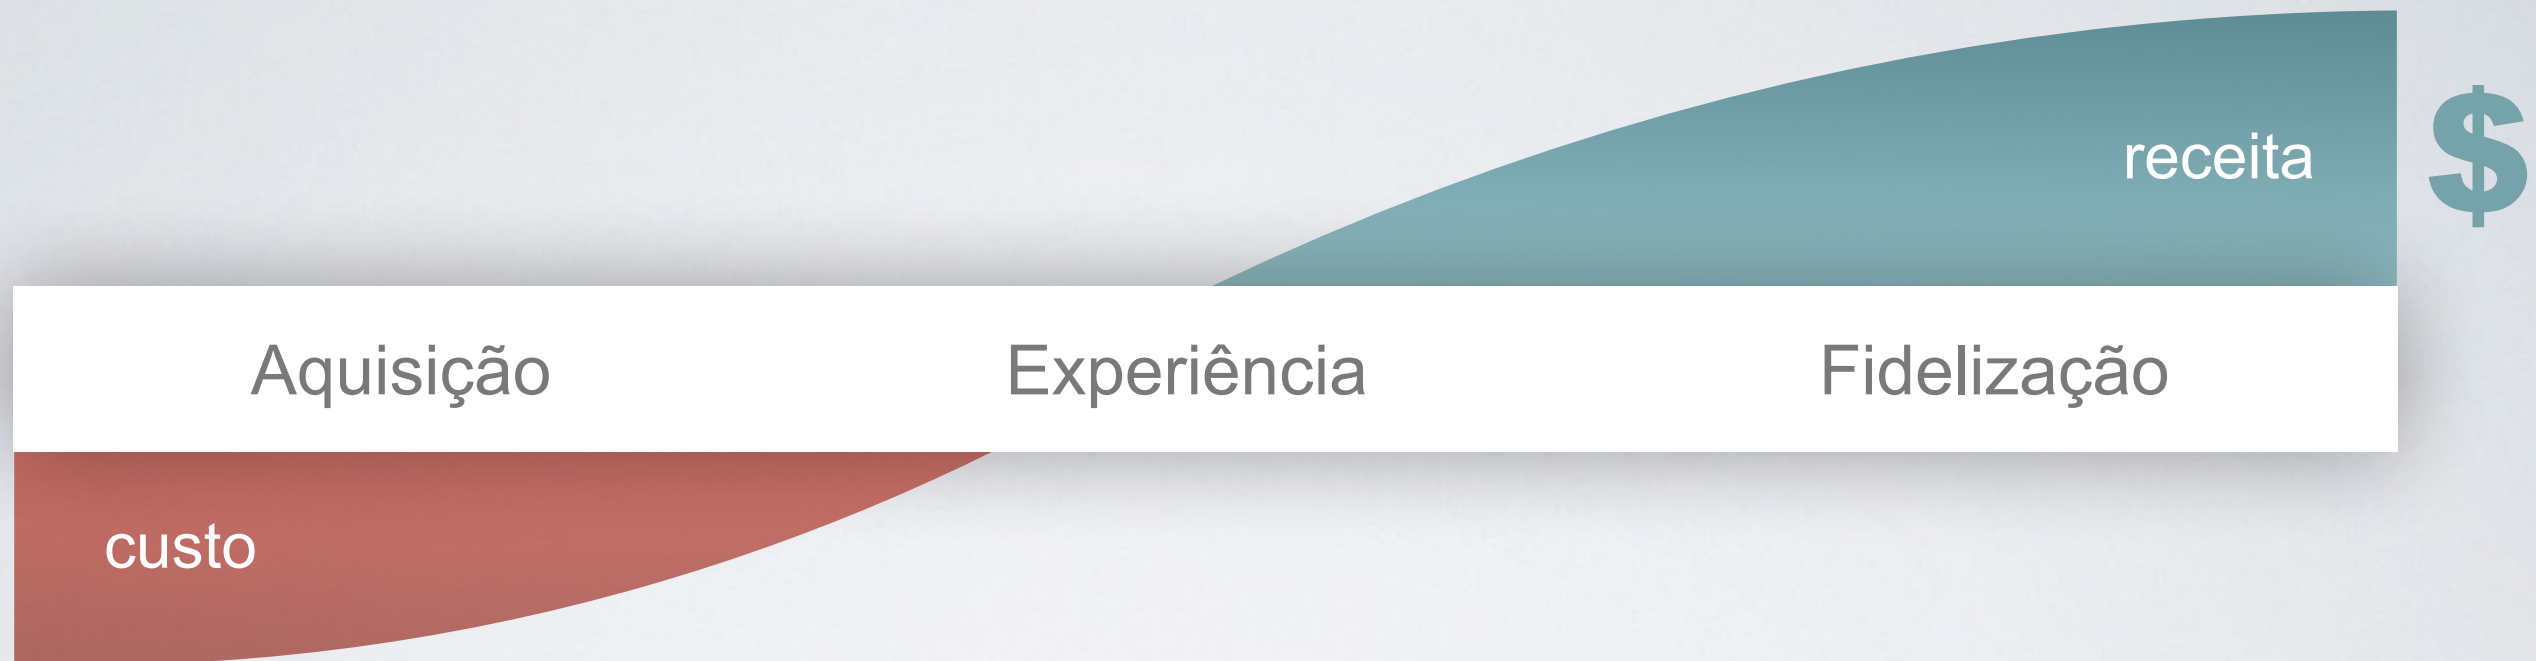 receita
$
Aquisição
Experiência
Fidelização
custo